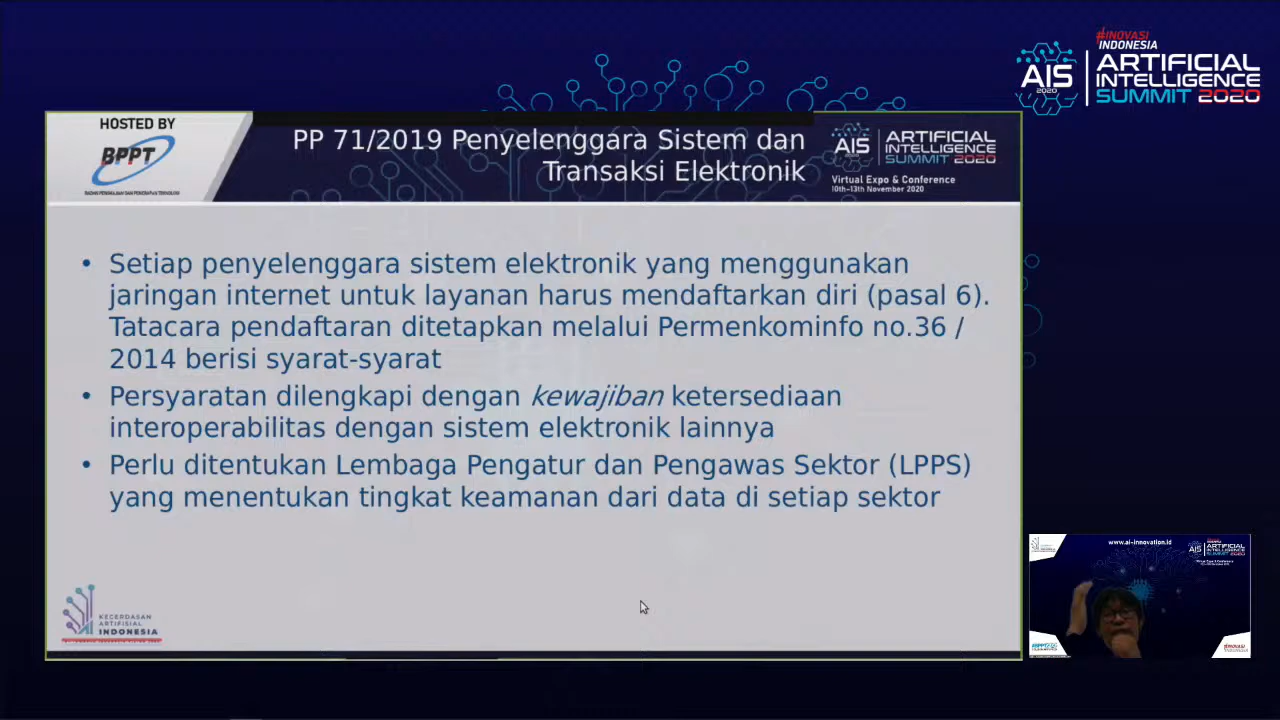 #INOVASI
INDONESIA
AIS
2020
ARTIFICIAL
INTELLIGENCE
SUMMIT 2020
HOSTED BY
BPPT
BADAN PENGKAJIAN DAN PENERAPAN TEKNOLOGI
PP 71/2019 Penyelenggara Sistem dan
Transaksi Elektronik
AIS
ARTIFICIAL
INTELLIGENCE
SUMMIT 2020
Virtual Expo & Conference
10th-13th November 2020
• Setiap penyelenggara sistem elektronik yang menggunakan
jaringan internet untuk layanan harus mendaftarkan diri (pasal 6).
Tatacara pendaftaran ditetapkan melalui Permenkominfo no.36 /
2014 berisi syarat-syarat
• Persyaratan dilengkapi dengan kewajiban ketersediaan
interoperabilitas dengan sistem elektronik lainnya
• Perlu ditentukan Lembaga Pengatur dan Pengawas Sektor (LPPS)
yang menentukan tingkat keamanan dari data di setiap sektor
KECERDASAN
ARTIFISIAL
INDONESIA
www.ai-innovation.id
AIS
ARTIFICIAL
INTELLIGENCE
SUMMIT 2020